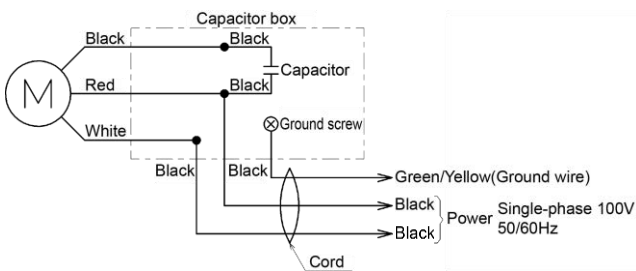 Capacitor box
Black
Black
Capacitor
M
Red
Black
Ground screw
White
Black
Black
Green/Yellow(Ground wire)
Black
Power
Single-phase 100V
50/60Hz
Black
Cord